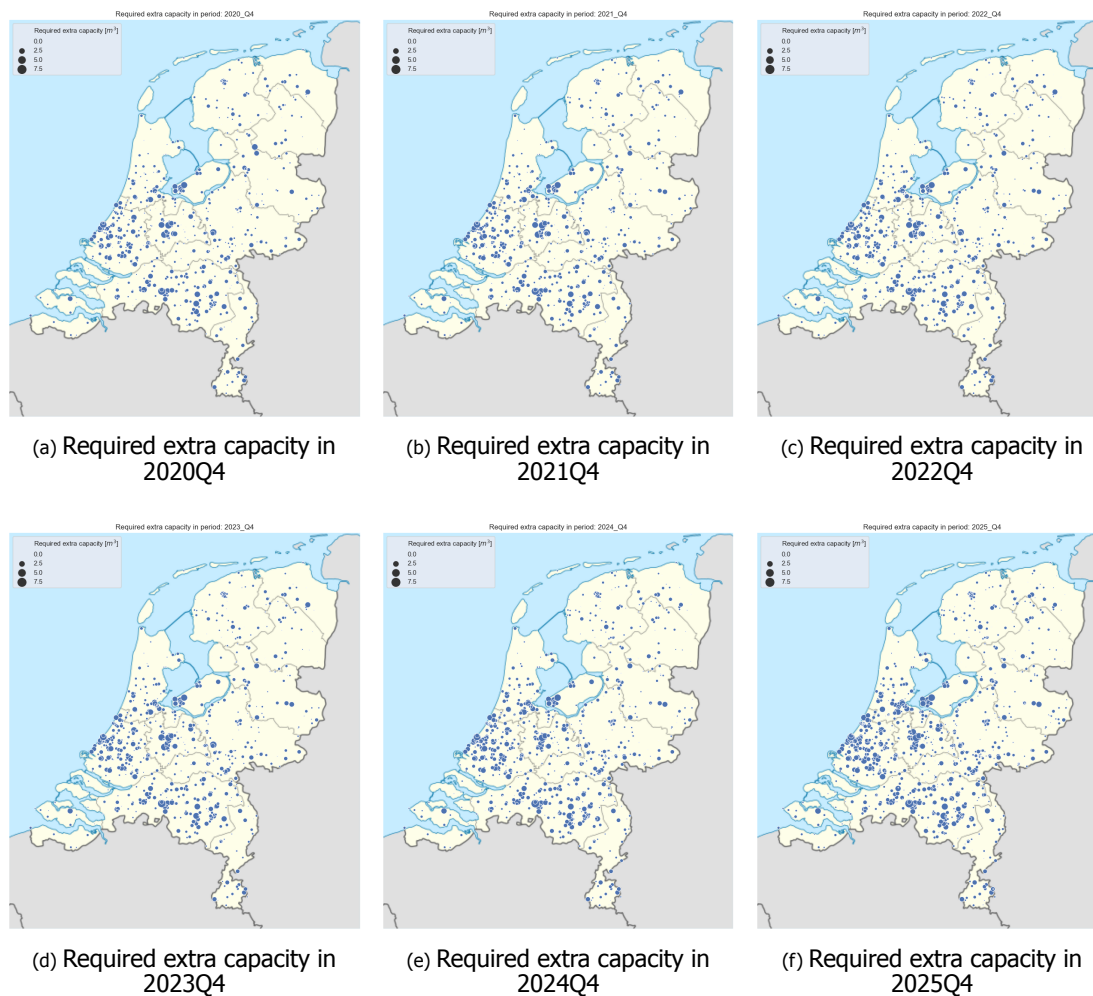 Required extra capacity in period: 2020_Q4
Required extra capacity [m³]
0.0
2.5
5.0
7.5
(a) Required extra capacity in
2020Q4
Required extra capacity in period: 2021_Q4
Required extra capacity [m³]
0.0
2.5
5.0
7.5
(b) Required extra capacity in
2021Q4
Required extra capacity in period: 2022_Q4
Required extra capacity [m³]
0.0
2.5
5.0
7.5
(c) Required extra capacity in
2022Q4
Required extra capacity in period: 2023_Q4
Required extra capacity [m³]
0.0
2.5
5.0
7.5
(d) Required extra capacity in
2023Q4
Required extra capacity in period: 2024_Q4
Required extra capacity [m³]
0.0
2.5
5.0
7.5
(e) Required extra capacity in
2024Q4
Required extra capacity in period: 2025_Q4
Required extra capacity [m³]
0.0
2.5
5.0
7.5
(f) Required extra capacity in
2025Q4